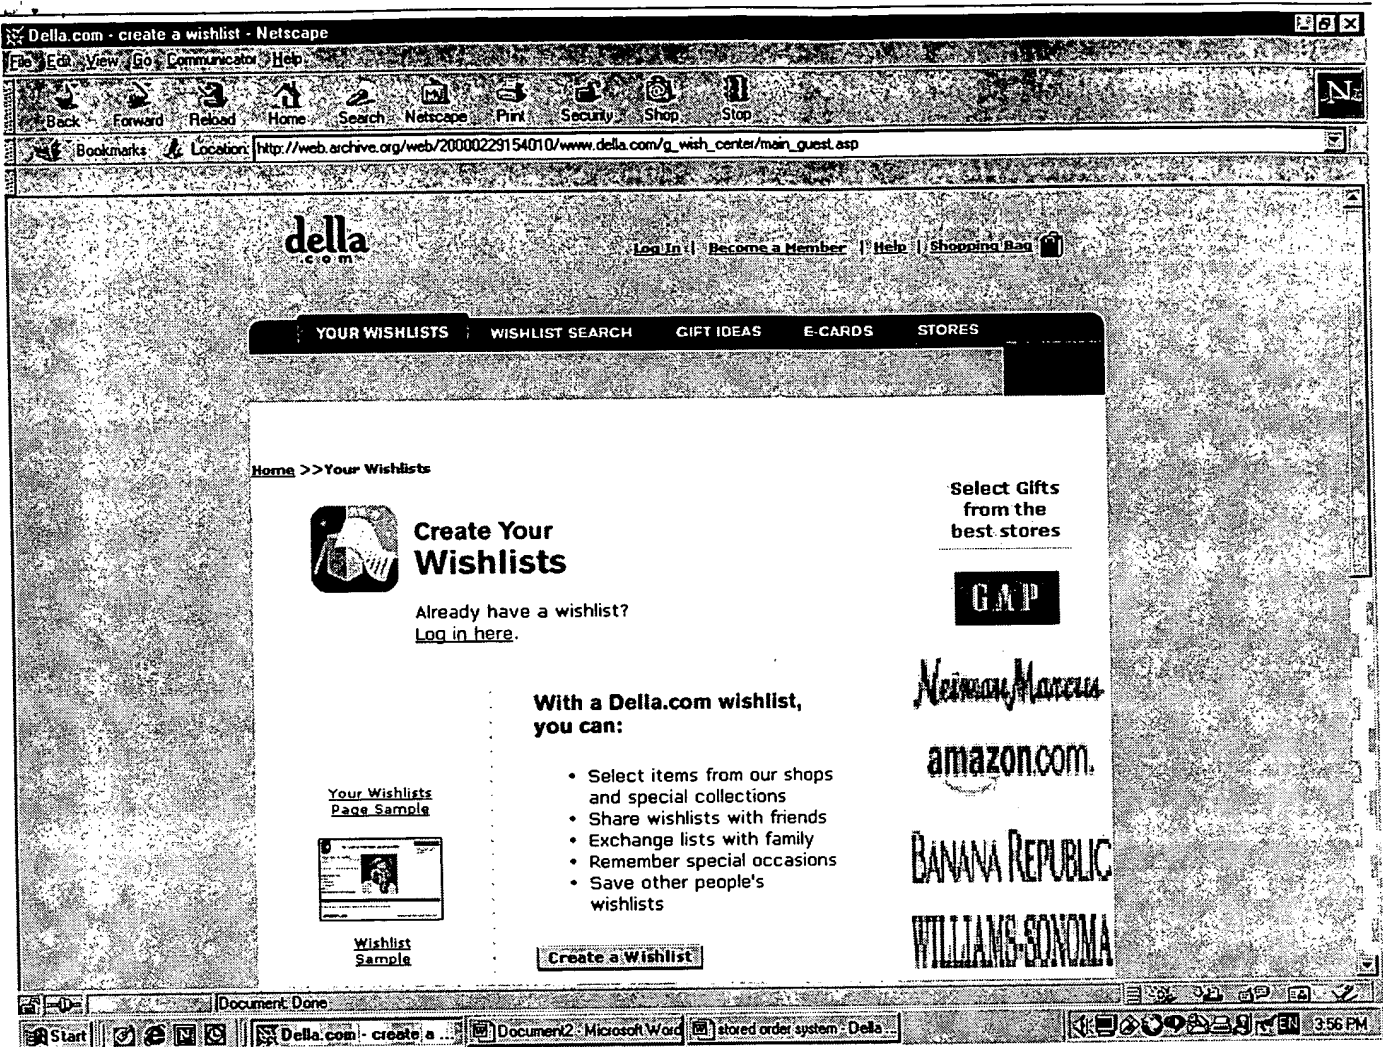 Della.com - create a wishlist - Netscape
File Edit View Go Communicator Help
Back Forward Reload Home Search Netscape Print Security Shop Stop
Bookmarks Location: http://web.archive.org/web/20000229154010/www.della.com/g_wish_center/main_guest.asp
della
.com
Log In | Become a Member | Help | Shopping Bag
YOUR WISHLISTS WISHLIST SEARCH GIFT IDEAS E-CARDS STORES
Home >>Your Wishlists
Create Your
Wishlists
Already have a wishlist?
Log in here.
With a Della.com wishlist,
you can:
• Select items from our shops
and special collections
• Share wishlists with friends
• Exchange lists with family
• Remember special occasions
• Save other people's
wishlists
Create a Wishlist
Your Wishlists
Page Sample
Wishlist
Sample
Select Gifts
from the
best stores
GAP
Neiman Marcus
amazon.com.
BANANA REPUBLIC
WILLIAMS-SONOMA
Document: Done
Start Della.com - create a ... Document2 - Microsoft Word stored order system - Della ... EN 3:56 PM